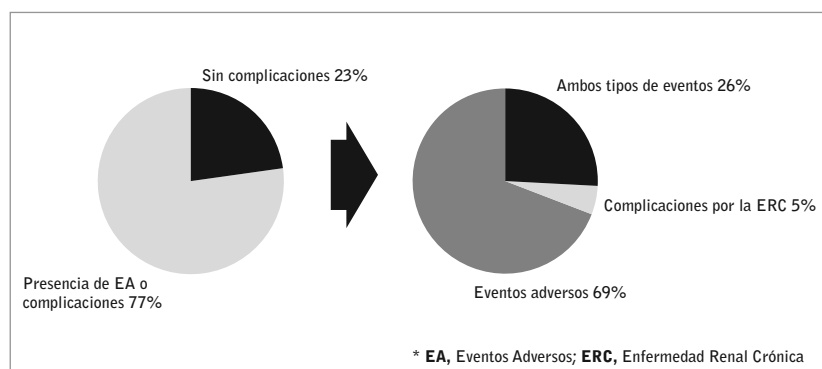 Sin complicaciones 23%
Presencia de EA o
complicaciones 77%
Ambos tipos de eventos 26%
Complicaciones por la ERC 5%
Eventos adversos 69%
* EA, Eventos Adversos; ERC, Enfermedad Renal Crónica